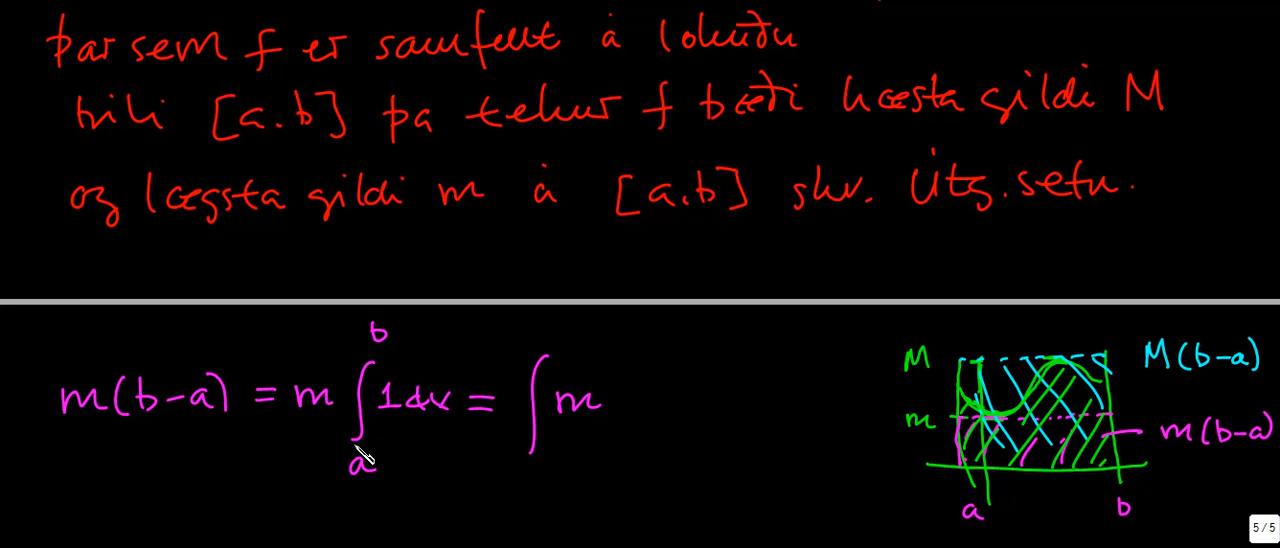 Þar sem f er samfellt á lokuðu
bili [a,b] þá tekur f bæði hæsta gildi M
og lægsta gildi m á [a,b] skv. Útg.setn.
m(b-a) = m ∫_a^b 1dx = ∫ m
M
M(b-a)
m
m(b-a)
a
b
5/5